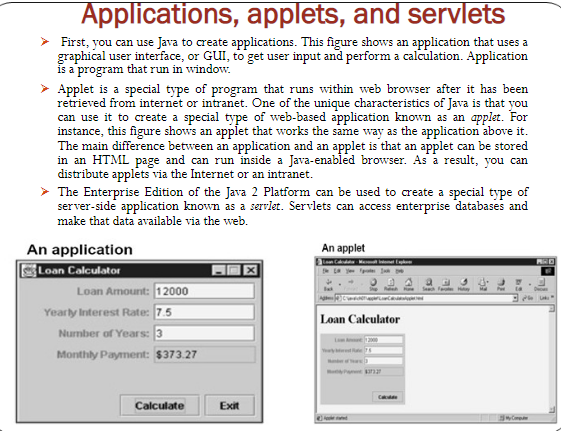 Applications, applets, and servlets
First, you can use Java to create applications. This figure shows an application that uses a
graphical user interface, or GUI, to get user input and perform a calculation. Application
is a program that run in window.
Applet is a special type of program that runs within web browser after it has been
retrieved from internet or intranet. One of the unique characteristics of Java is that you
can use it to create a special type of web-based application known as an applet. For
instance, this figure shows an applet that works the same way as the application above it.
The main difference between an application and an applet is that an applet can be stored
in an HTML page and can run inside a Java-enabled browser. As a result, you can
distribute applets via the Internet or an intranet.
The Enterprise Edition of the Java 2 Platform can be used to create a special type of
server-side application known as a servlet. Servlets can access enterprise databases and
make that data available via the web.
An application
Loan Calculator
Loan Amount: 12000
Yearly Interest Rate: 7.5
Number of Years: 3
Monthly Payment: $373.27
Calculate Exit
An applet
Loan Calculator - Microsoft Internet Explorer
File Edit View Favorites Tools Help
Back Stop Refresh Home Search Favorites History Mail Print Edit Discuss
Address
Go Links
Loan Calculator
Loan Amount: 12000
Yearly Interest Rate: 7.5
Number of Years: 3
Monthly Payment: $373.27
Calculate
Applet started
My Computer